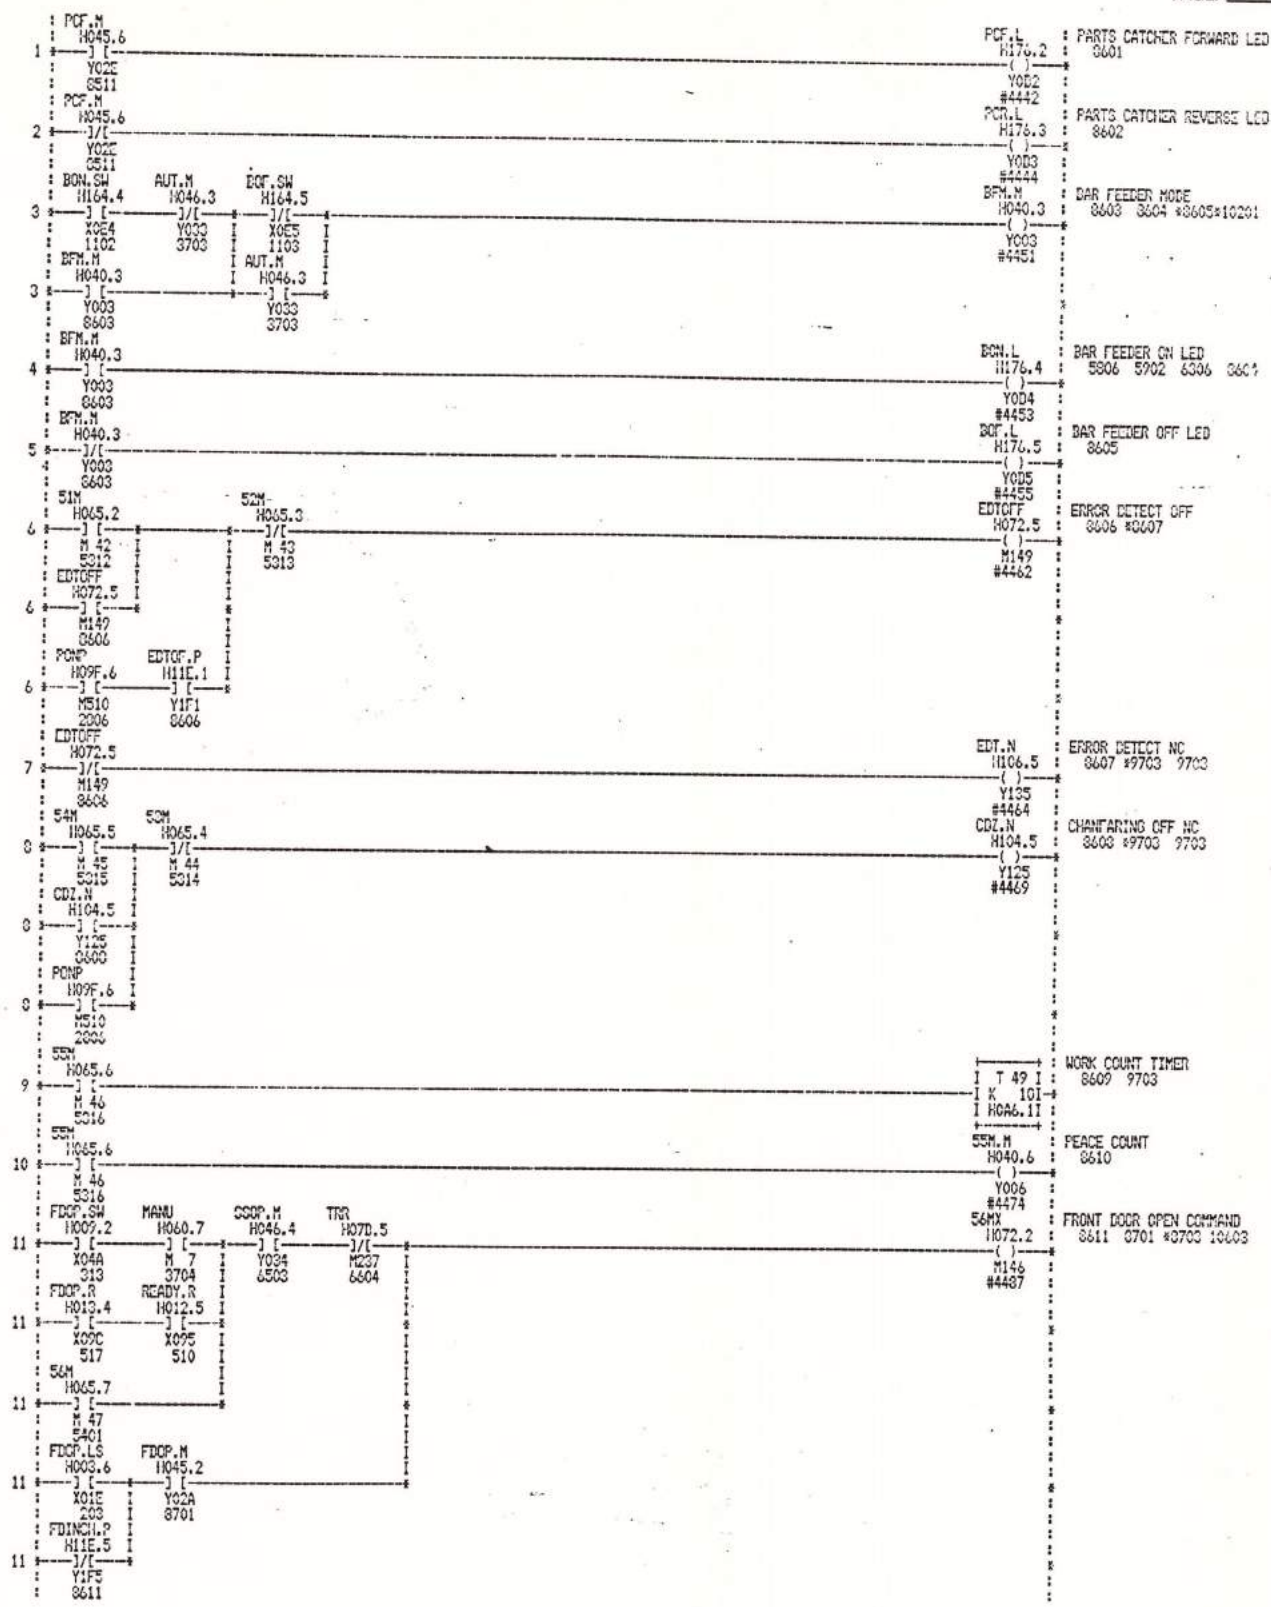 PCF.M
H045.6 PCF.L PARTS CATCHER FORWARD LED
1 ] [ H176.2 8601
Y02E ( )
8511 Y0D2
PCF.M #4442
H045.6 PCR.L PARTS CATCHER REVERSE LED
2 ]/[ H176.3 8602
Y02E ( )
8511 Y0D3
#4444
BON.SW AUT.M BOF.SW BFM.M BAR FEEDER MODE
H164.4 H046.3 H164.5 H040.3 8603 8604 *8605*10201
3 ] [ ]/[ ]/[ ( )
X0E4 Y033 X0E5 Y003
1102 3703 1103 #4451
BFM.M AUT.M
H040.3 H046.3
3 ] [ ] [
Y003 Y033
8603 3703
BFM.M
H040.3 BON.L BAR FEEDER ON LED
4 ] [ H176.4 5806 5902 6306 8604
Y003 ( )
8603 Y0D4
BFM.M #4453
H040.3 BOF.L BAR FEEDER OFF LED
5 ]/[ H176.5 8605
Y003 ( )
8603 Y0D5
#4455
51M 52M EDTOFF ERROR DETECT OFF
H065.2 H065.3 H072.5 8606 *8607
6 ] [ ]/[ ( )
M 42 M 43 M149
5312 5313 #4462
EDTOFF
H072.5
6 ] [
M149
8606
PONP EDTOF.P
H09F.6 H11E.1
6 ] [ ] [
M510 Y1F1
2806 8606
EDTOFF
H072.5 EDT.N ERROR DETECT NC
7 ]/[ H106.5 8607 *9703 9703
M149 ( )
8606 Y135
#4464
54M 53M CDZ.N CHANFARING OFF NC
H065.5 H065.4 H104.5 8608 *9703 9703
8 ] [ ]/[ ( )
M 45 M 44 Y125
5315 5314 #4469
CDZ.N
H104.5
8 ] [
Y125
8608
PONP
H09F.6
8 ] [
M510
2806
55M
H065.6 WORK COUNT TIMER
9 ] [ I T 49 I 8609 9703
M 46 I K 10I
5316 I H0A6.1I
55M
H065.6 55M.M PEACE COUNT
10 ] [ H040.6 8610
M 46 ( )
5316 Y006
#4474
FDOP.SW MANU CSOP.M TRR 56MX FRONT DOOR OPEN COMMAND
H009.2 H060.7 H046.4 H07D.5 H072.2 8611 8701 *8703 10603
11 ] [ ] [ ] [ ]/[ ( )
X04A M 7 Y034 M237 M146
313 3704 6503 6604 #4487
FDOP.R READY.R
H013.4 H012.5
11 ] [ ] [
X09C X095
517 510
56M
H065.7
11 ] [
M 47
5401
FDOP.LS FDOP.M
H003.6 H045.2
11 ] [ ] [
X01E Y02A
203 8701
FDINCH.P
H11E.5
11 ]/[
Y1F5
8611